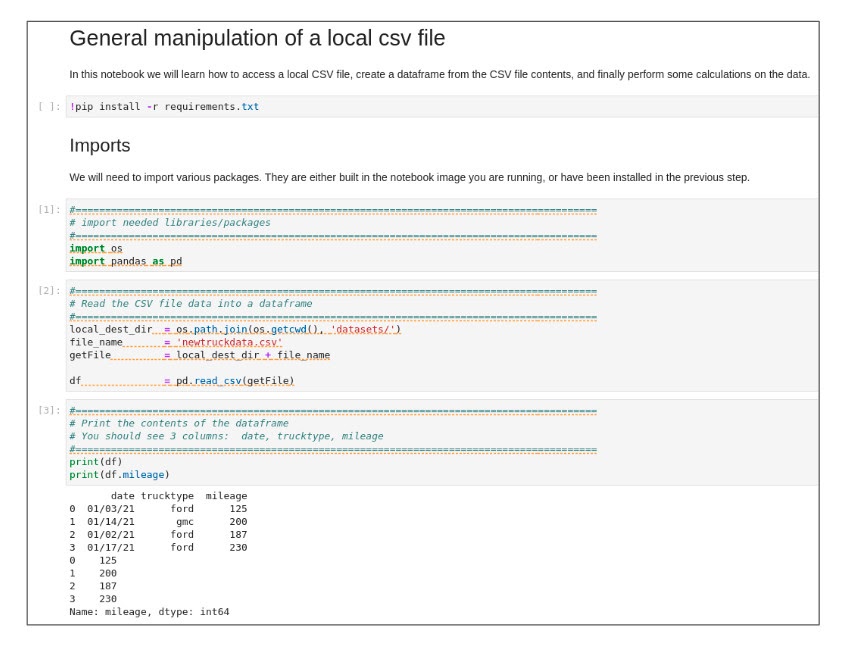 General manipulation of a local csv file
In this notebook we will learn how to access a local CSV file, create a dataframe from the CSV file contents, and finally perform some calculations on the data.
[ ]: !pip install -r requirements.txt
Imports
We will need to import various packages. They are either built in the notebook image you are running, or have been installed in the previous step.
[1]: #=======================================================================================
# import needed libraries/packages
#=======================================================================================
import os
import pandas as pd
[2]: #=======================================================================================
# Read the CSV file data into a dataframe
#=======================================================================================
local_dest_dir  = os.path.join(os.getcwd(), 'datasets/')
file_name       = 'newtruckdata.csv'
getFile         = local_dest_dir + file_name
df              = pd.read_csv(getFile)
[3]: #=======================================================================================
# Print the contents of the dataframe
# You should see 3 columns:  date, trucktype, mileage
#=======================================================================================
print(df)
print(df.mileage)
       date trucktype  mileage
0  01/03/21      ford      125
1  01/14/21       gmc      200
2  01/02/21      ford      187
3  01/17/21      ford      230
0    125
1    200
2    187
3    230
Name: mileage, dtype: int64